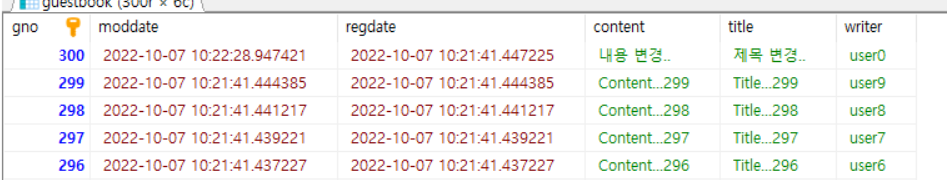 guestbook (300r × 6c)
gno moddate regdate content title writer
300 2022-10-07 10:22:28.947421 2022-10-07 10:21:41.447225 내용 변경.. 제목 변경.. user0
299 2022-10-07 10:21:41.444385 2022-10-07 10:21:41.444385 Content...299 Title...299 user9
298 2022-10-07 10:21:41.441217 2022-10-07 10:21:41.441217 Content...298 Title...298 user8
297 2022-10-07 10:21:41.439221 2022-10-07 10:21:41.439221 Content...297 Title...297 user7
296 2022-10-07 10:21:41.437227 2022-10-07 10:21:41.437227 Content...296 Title...296 user6